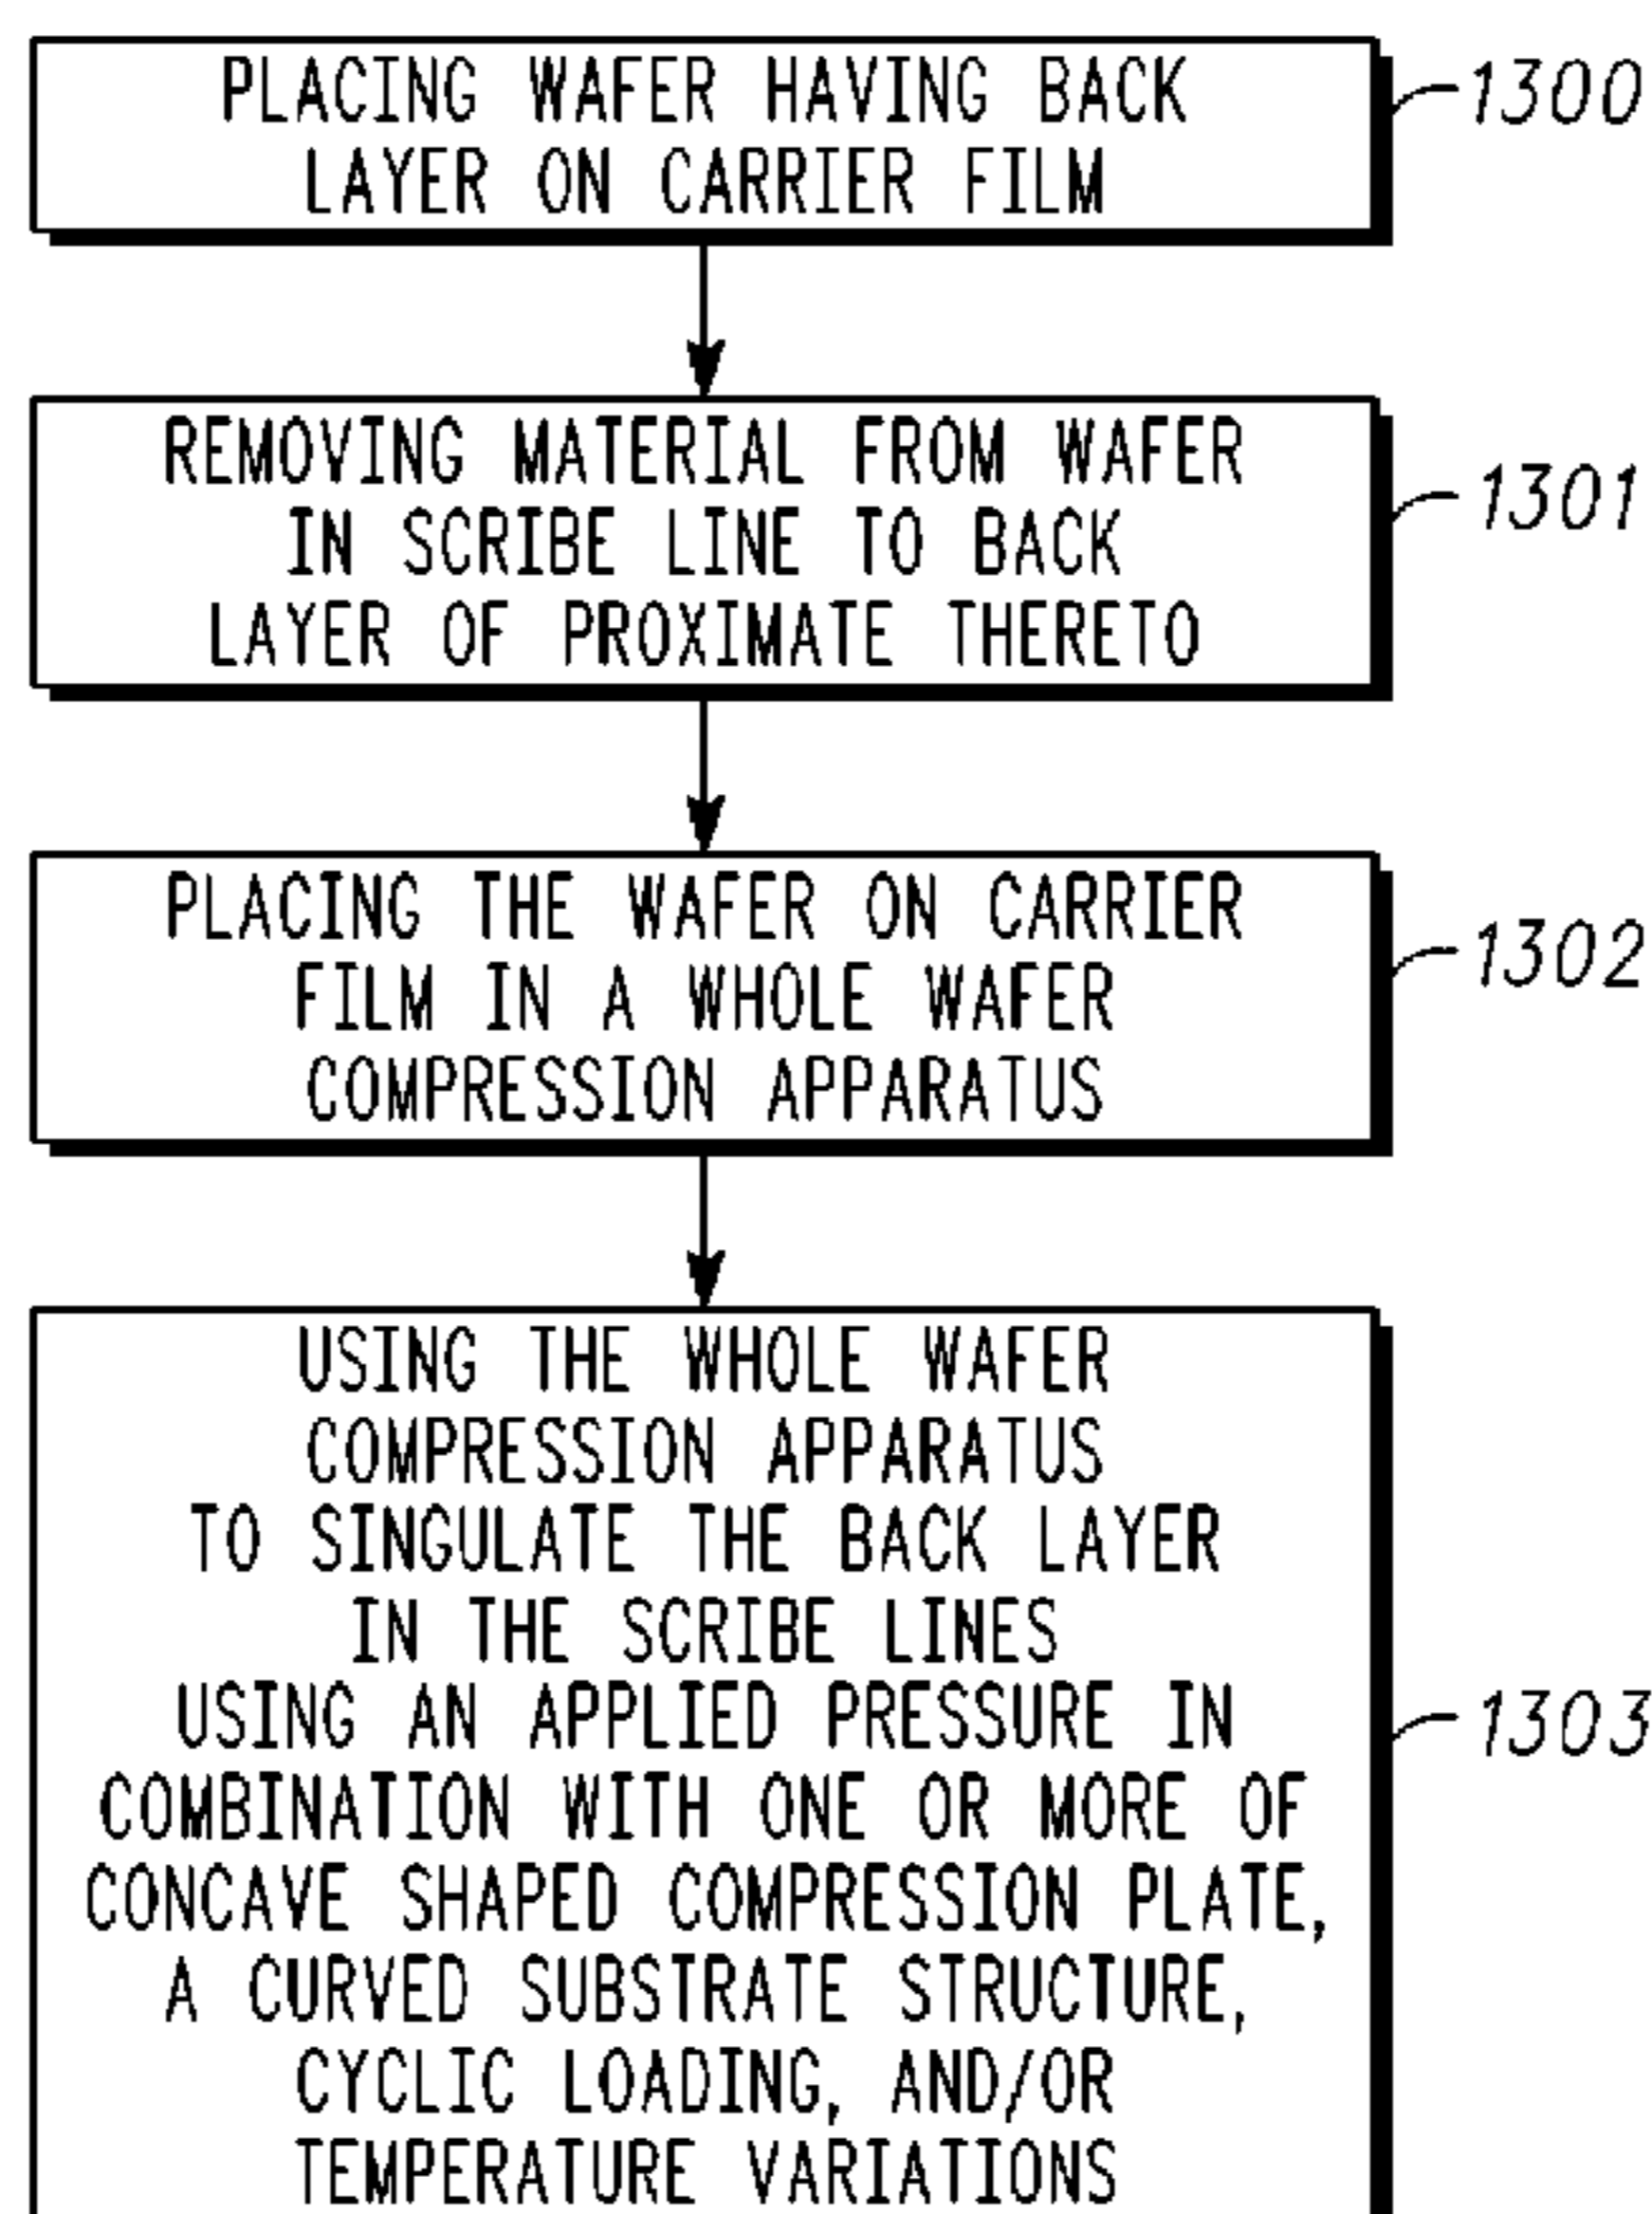 PLACING WAFER HAVING BACK
LAYER ON CARRIER FILM
1300
REMOVING MATERIAL FROM WAFER
IN SCRIBE LINE TO BACK
LAYER OF PROXIMATE THERETO
1301
PLACING THE WAFER ON CARRIER
FILM IN A WHOLE WAFER
COMPRESSION APPARATUS
1302
USING THE WHOLE WAFER
COMPRESSION APPARATUS
TO SINGULATE THE BACK LAYER
IN THE SCRIBE LINES
USING AN APPLIED PRESSURE IN
COMBINATION WITH ONE OR MORE OF
CONCAVE SHAPED COMPRESSION PLATE,
A CURVED SUBSTRATE STRUCTURE,
CYCLIC LOADING, AND/OR
TEMPERATURE VARIATIONS
1303